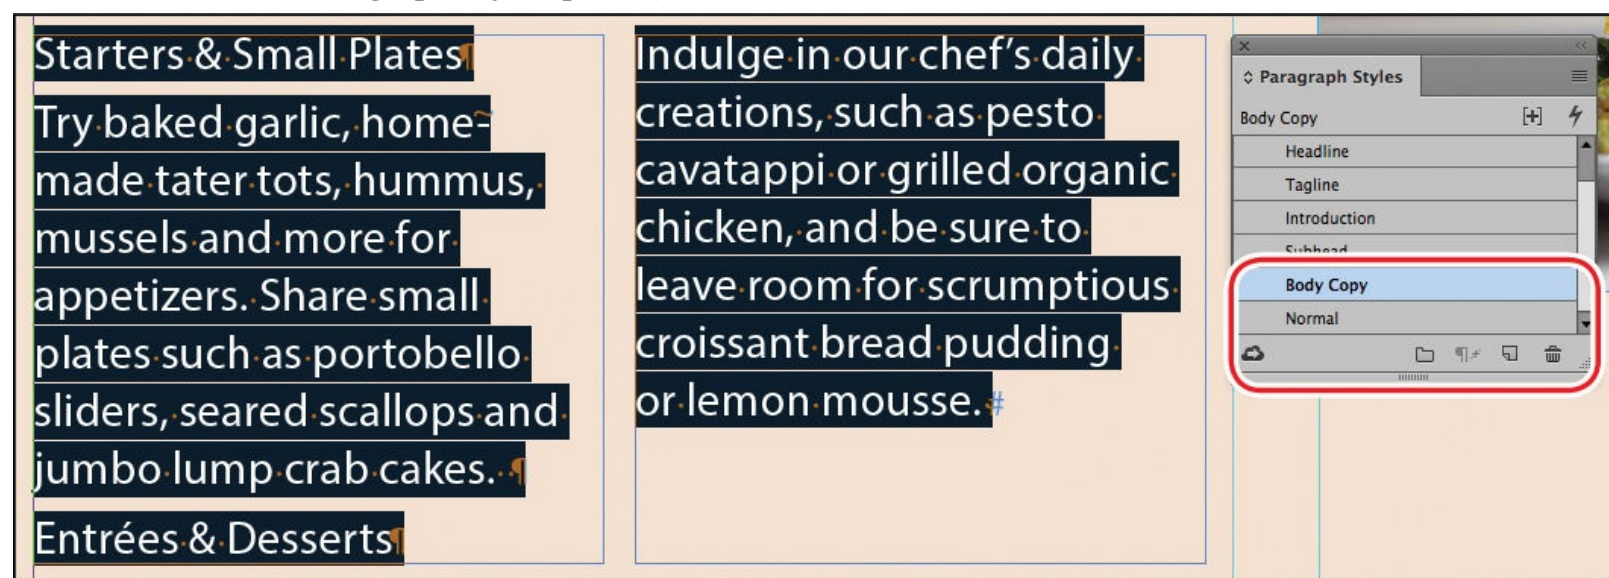 Starters & Small Plates¶
Try baked garlic, home-
made tater tots, hummus,
mussels and more for
appetizers. Share small
plates such as portobello
sliders, seared scallops and
jumbo lump crab cakes. ¶
Entrées & Desserts¶
Indulge in our chef’s daily
creations, such as pesto
cavatappi or grilled organic
chicken, and be sure to
leave room for scrumptious
croissant bread pudding
or lemon mousse. #
Paragraph Styles
Body Copy
Headline
Tagline
Introduction
Subhead
Body Copy
Normal